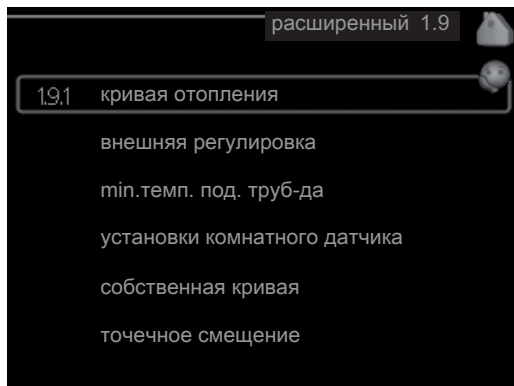 расширенный 1.9
1.9.1 кривая отопления
внешняя регулировка
min.темп. под. труб-да
установки комнатного датчика
собственная кривая
точечное смещение